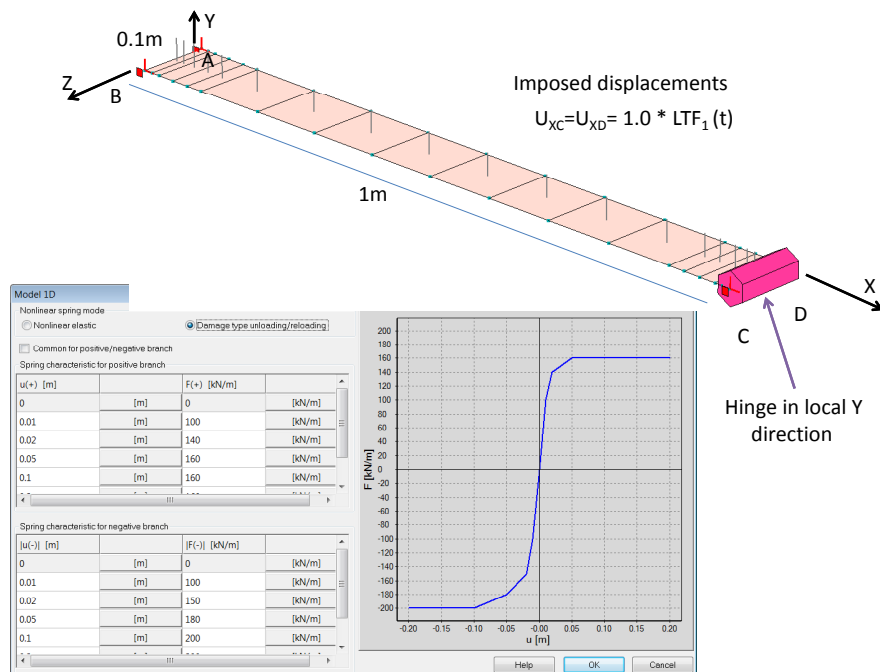 Y
0.1m
A
Z
B
Imposed displacements
UXC=UXD= 1.0 * LTF1 (t)
1m
X
C
D
Hinge in local Y
direction
Model 1D
Nonlinear spring mode
Nonlinear elastic
Damage type unloading/reloading
Common for positive/negative branch
Spring characteristic for positive branch
u(+) [m] F(+) [kN/m]
0 [m] 0 [kN/m]
0.01 [m] 100 [kN/m]
0.02 [m] 140 [kN/m]
0.05 [m] 160 [kN/m]
0.1 [m] 160 [kN/m]
Spring characteristic for negative branch
|u(-)| [m] |F(-)| [kN/m]
0 [m] 0 [kN/m]
0.01 [m] 100 [kN/m]
0.02 [m] 150 [kN/m]
0.05 [m] 180 [kN/m]
0.1 [m] 200 [kN/m]
F [kN/m]
200
180
160
140
120
100
80
60
40
20
0
-20
-40
-60
-80
-100
-120
-140
-160
-180
-200
-0.20 -0.15 -0.10 -0.05 -0.00 0.05 0.10 0.15 0.20
u [m]
Help OK Cancel